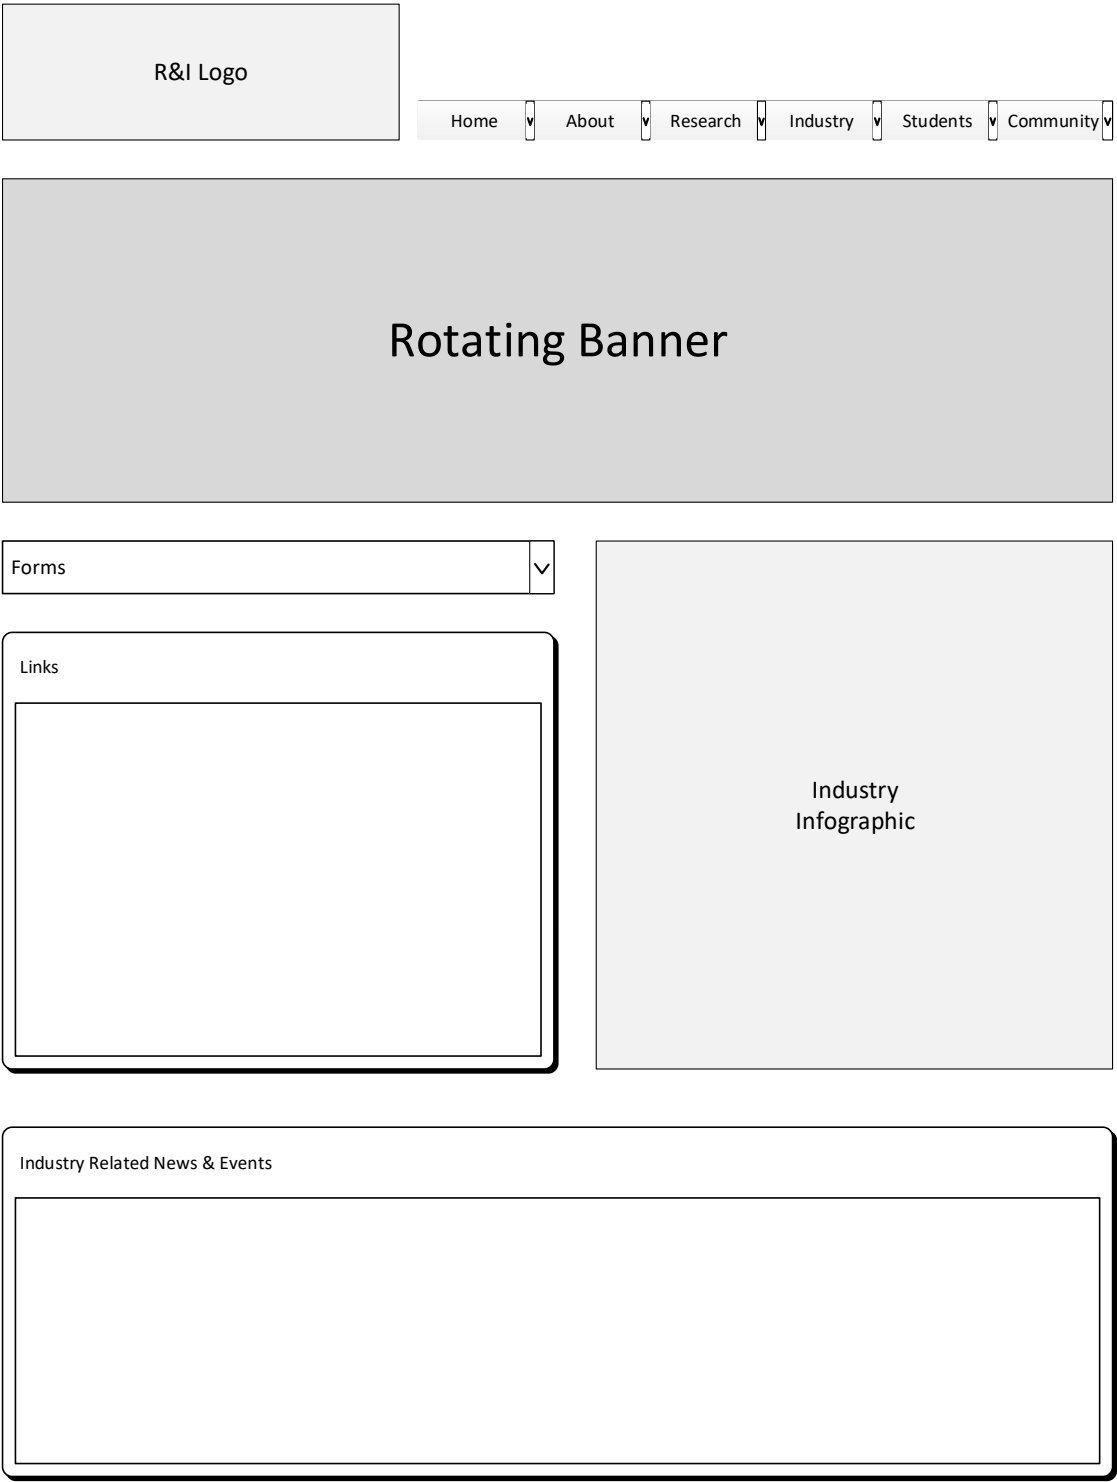 R&I Logo
Home v About v Research v Industry v Students v Community v
Rotating Banner
Forms
Links
Industry
Infographic
Industry Related News & Events